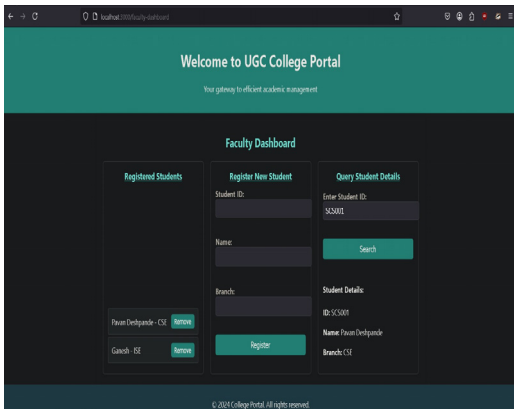 localhost:3000/faculty-dashboard
Welcome to UGC College Portal
Your gateway to efficient academic management
Faculty Dashboard
Registered Students
Pavan Deshpande - CSE Remove
Ganesh - ISE Remove
Register New Student
Student ID:
Name:
Branch:
Register
Query Student Details
Enter Student ID:
SCS001
Search
Student Details:
ID: SCS001
Name: Pavan Deshpande
Branch: CSE
© 2024 College Portal. All rights reserved.